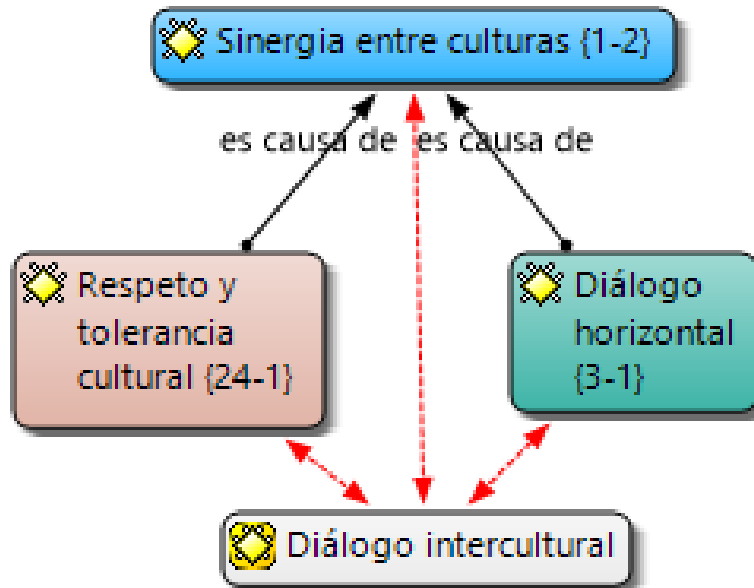 Sinergia entre culturas {1-2}
es causa de
es causa de
Respeto y
tolerancia
cultural {24-1}
Diálogo
horizontal
{3-1}
Diálogo intercultural